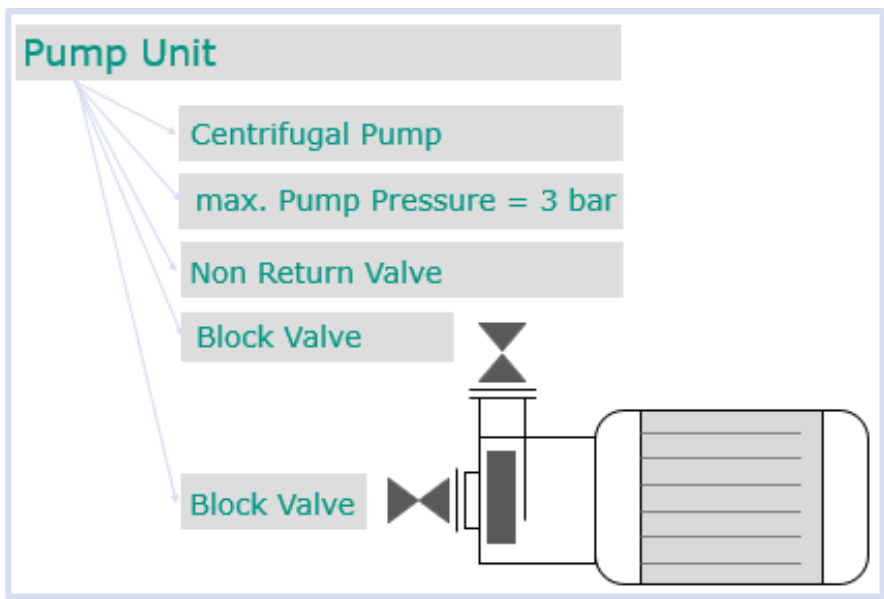 Pump Unit
Centrifugal Pump
max. Pump Pressure = 3 bar
Non Return Valve
Block Valve
Block Valve